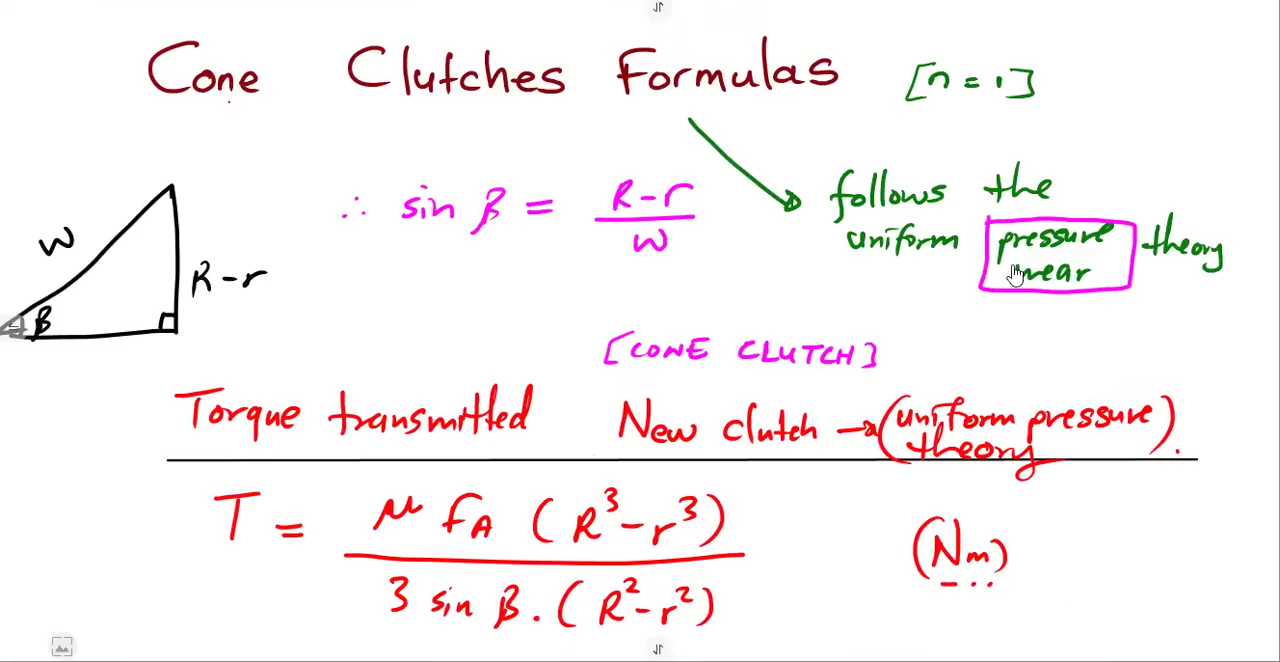 Cone Clutches Formulas [n = 1]
∴ sin β = R-r / W
follows the
uniform pressure theory
wear
W
R-r
β
[CONE CLUTCH]
Torque transmitted New clutch → (uniform pressure theory).
T = μ FA (R³-r³) / 3 sin β . (R²-r²) (Nm)